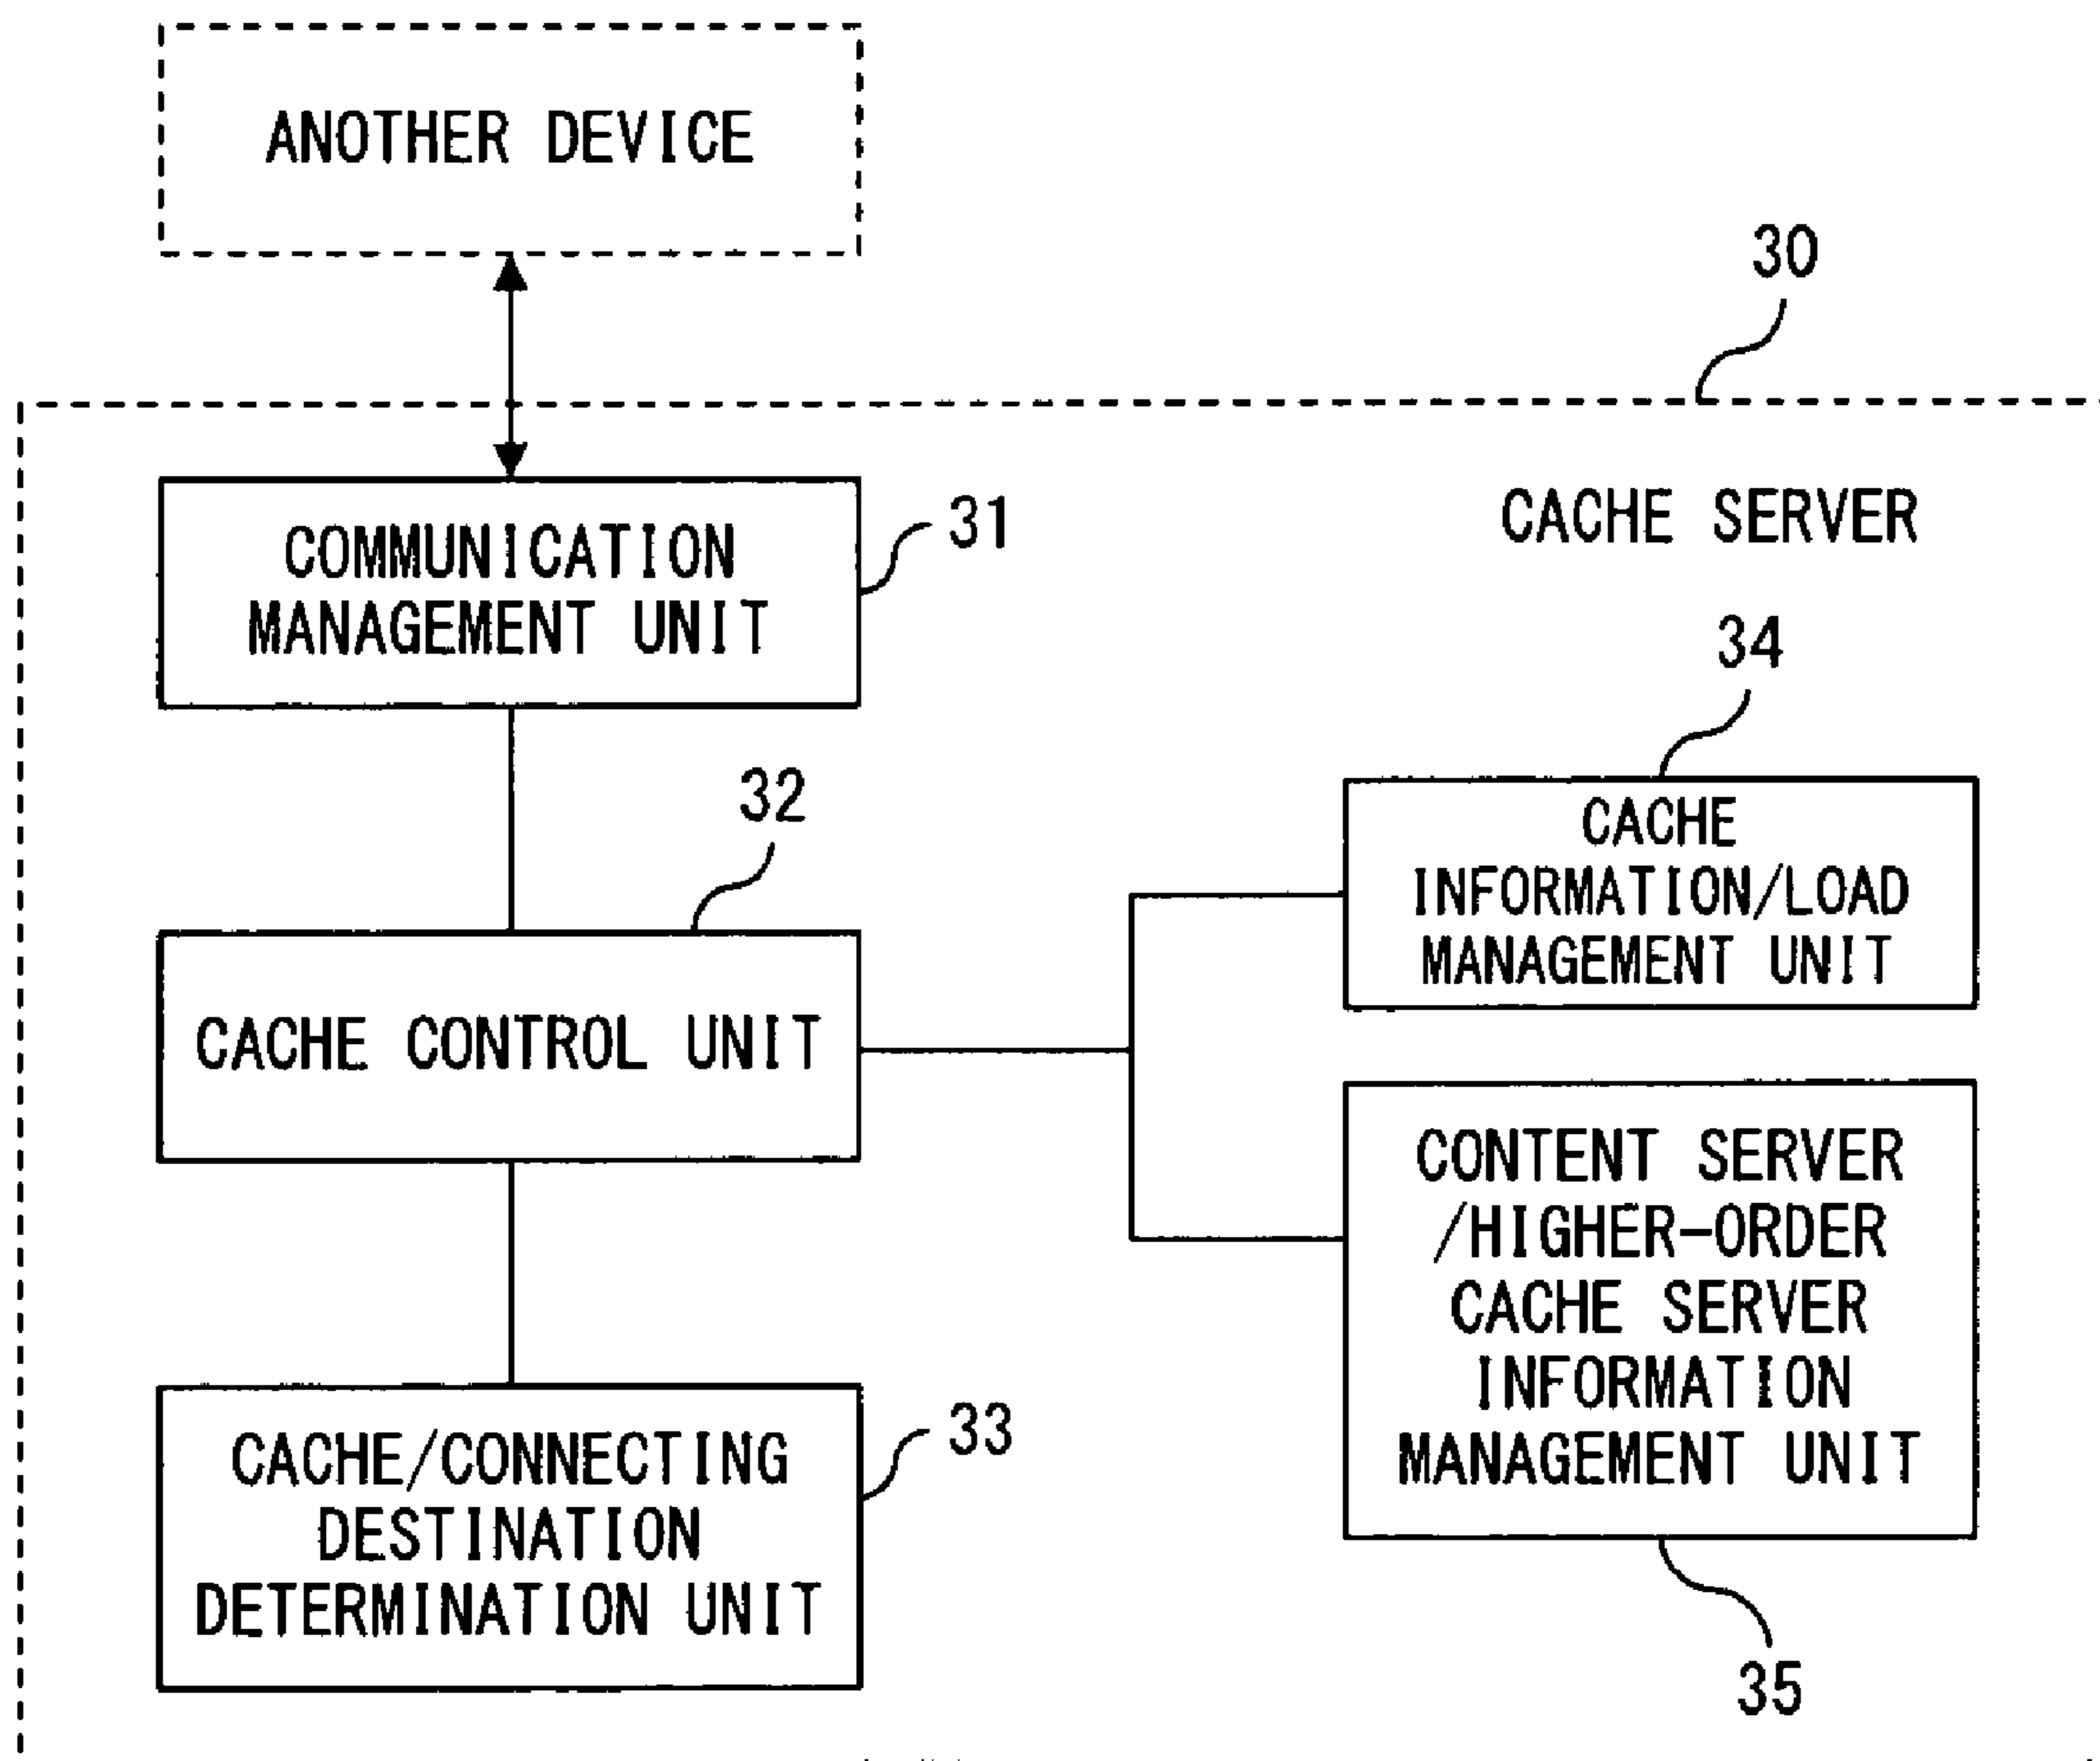 ANOTHER DEVICE
30
COMMUNICATION
MANAGEMENT UNIT
31
CACHE SERVER
34
32
CACHE
INFORMATION/LOAD
MANAGEMENT UNIT
CACHE CONTROL UNIT
CONTENT SERVER
/HIGHER-ORDER
CACHE SERVER
INFORMATION
MANAGEMENT UNIT
CACHE/CONNECTING
DESTINATION
DETERMINATION UNIT
33
35